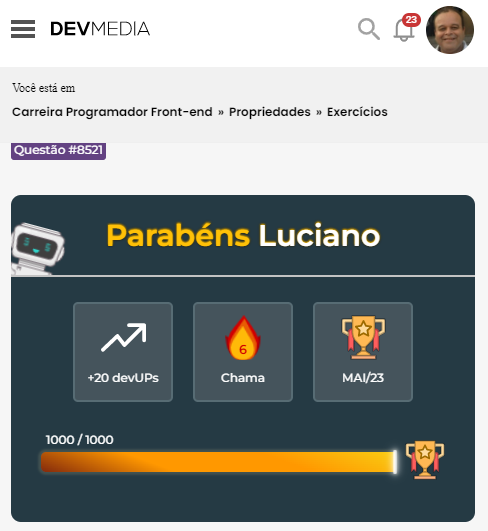 DEVMEDIA
23
Você está em
Carreira Programador Front-end » Propriedades » Exercícios
Questão #8521
Parabéns Luciano
6
+20 devUPs
Chama
MAI/23
1000 / 1000